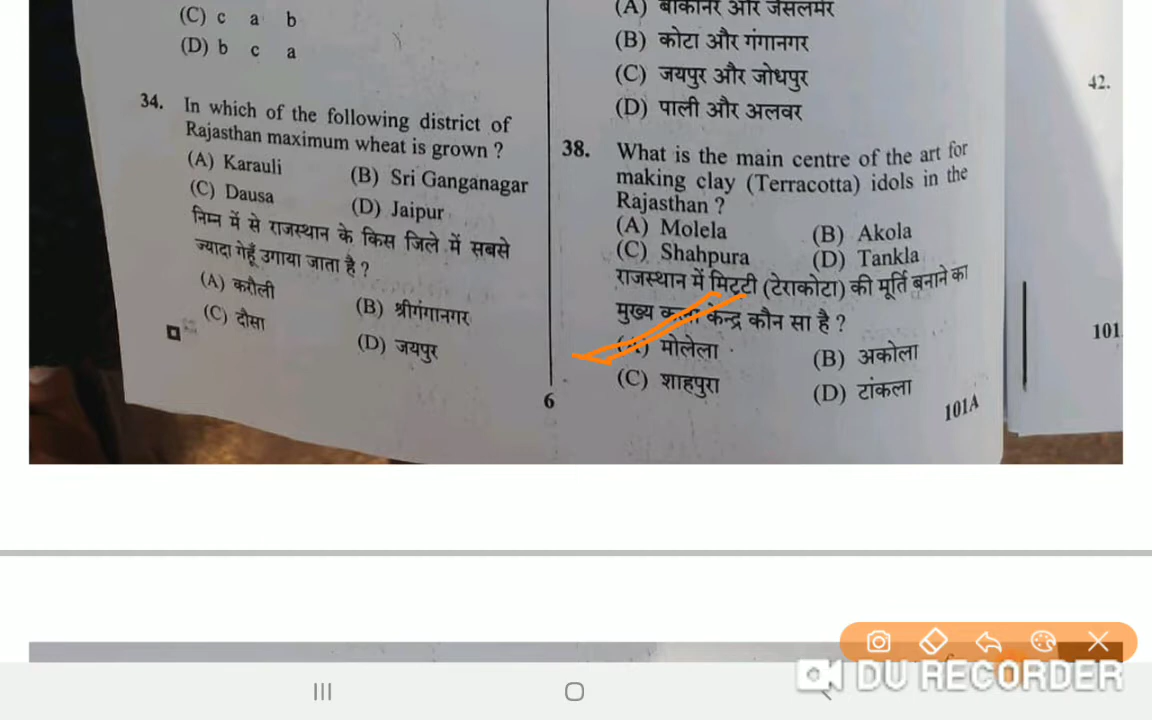 (C) c a b
(D) b c a
34. In which of the following district of
Rajasthan maximum wheat is grown ?
(A) Karauli (B) Sri Ganganagar
(C) Dausa (D) Jaipur
निम्न में से राजस्थान के किस जिले में सबसे
ज्यादा गेहूँ उगाया जाता है ?
(A) करौली (B) श्रीगंगानगर
(C) दौसा (D) जयपुर
6
(A) बीकानेर और जैसलमेर
(B) कोटा और गंगानगर
(C) जयपुर और जोधपुर
(D) पाली और अलवर
38. What is the main centre of the art for
making clay (Terracotta) idols in the
Rajasthan ?
(A) Molela (B) Akola
(C) Shahpura (D) Tankla
राजस्थान में मिट्टी (टेराकोटा) की मूर्ति बनाने का
मुख्य कला केन्द्र कौन सा है ?
(A) मोलेला (B) अकोला
(C) शाहपुरा (D) टांकला
101A
42.
101
DU RECORDER